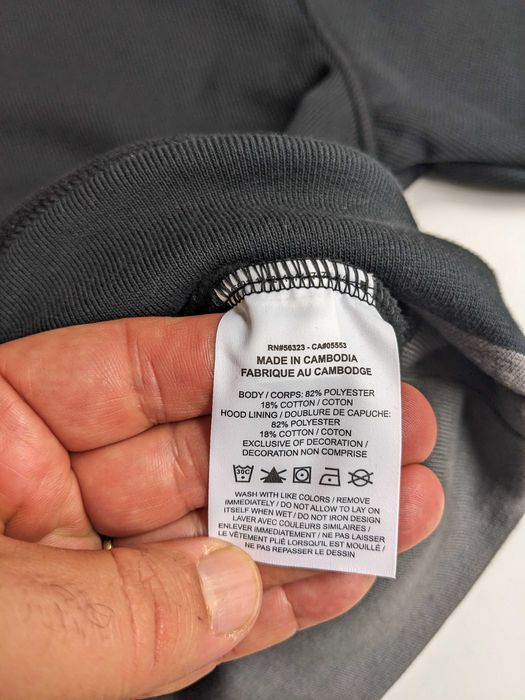 RN#56323 - CA#05553
MADE IN CAMBODIA
FABRIQUE AU CAMBODGE
BODY / CORPS: 82% POLYESTER
18% COTTON / COTON
HOOD LINING / DOUBLURE DE CAPUCHE:
82% POLYESTER
18% COTTON / COTON
EXCLUSIVE OF DECORATION /
DECORATION NON COMPRISE
30C
WASH WITH LIKE COLORS / REMOVE
IMMEDIATELY / DO NOT ALLOW TO LAY ON
ITSELF WHEN WET / DO NOT IRON DESIGN
LAVER AVEC COULEURS SIMILAIRES /
ENLEVER IMMEDIATEMENT / NE PAS LAISSER
LE VÊTEMENT PLIÉ LORSQU'IL EST MOUILLÉ /
NE PAS REPASSER LE DESSIN